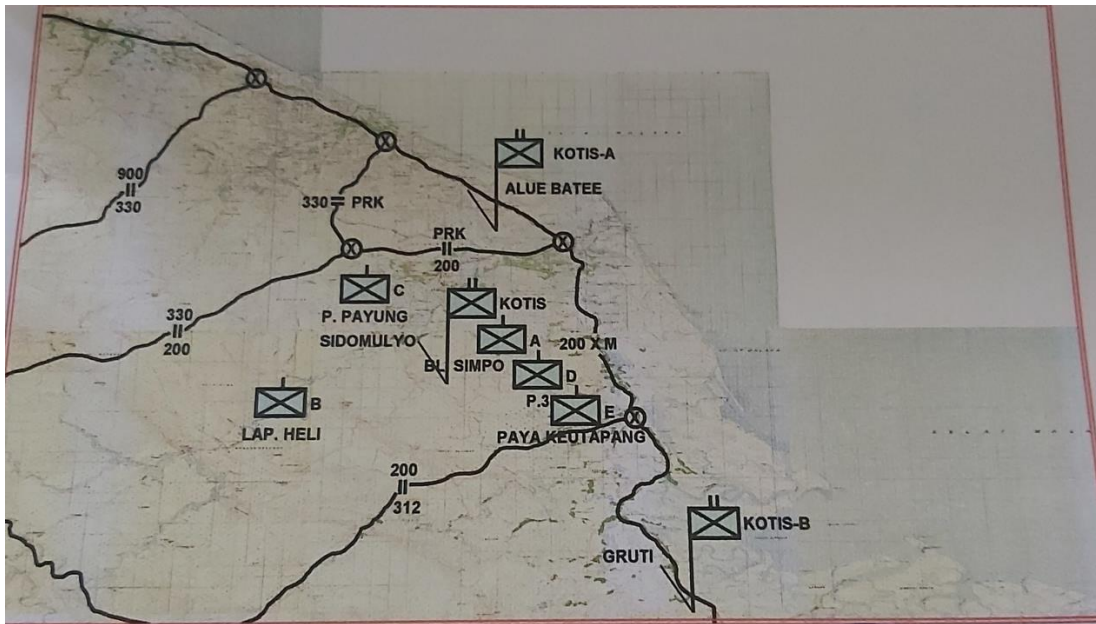 KOTIS-A
ALUE BATEE
900
330
330 PRK
PRK
200
C
P. PAYUNG
KOTIS
SIDOMULYO
A
200 X M
330
200
BL. SIMPO
D
B
P.3
E
LAP. HELI
PAYA KEUTAPANG
200
312
KOTIS-B
GRUTI